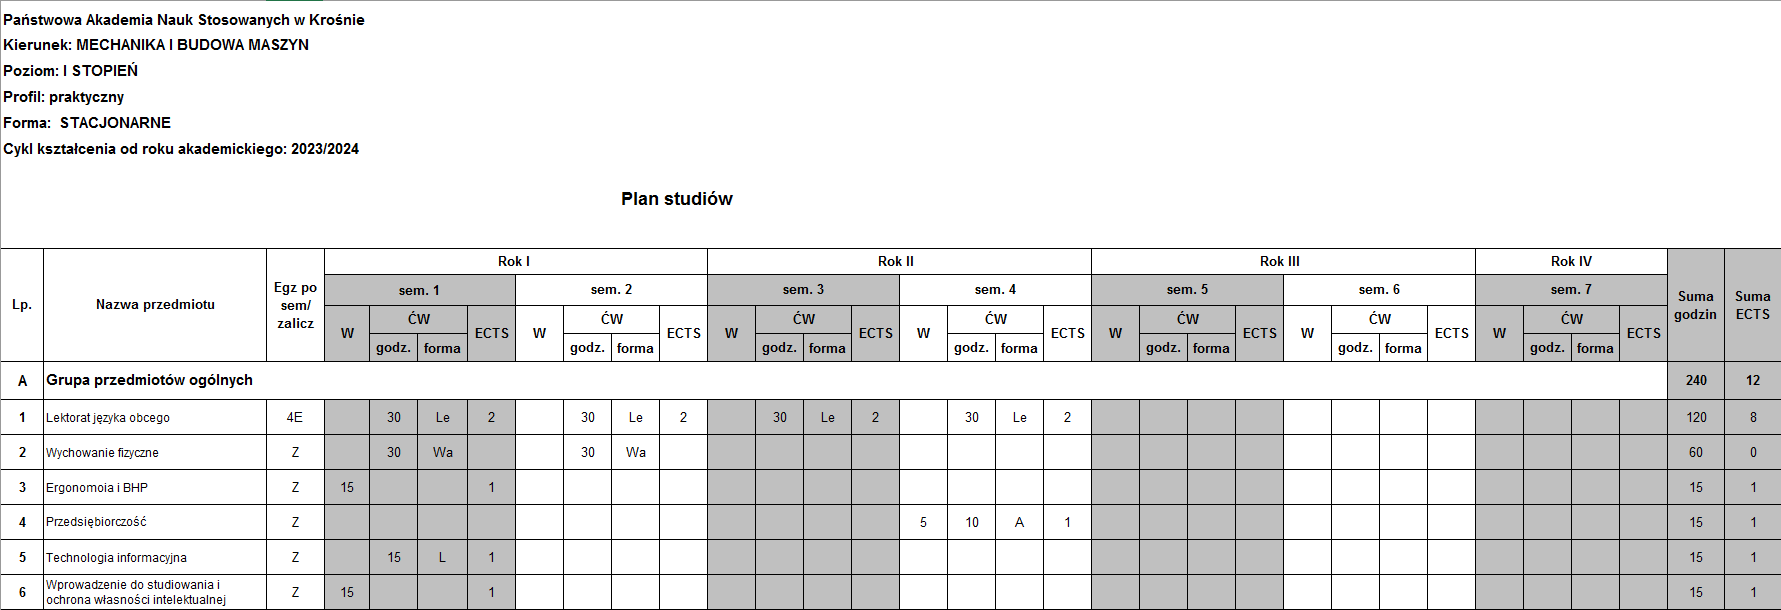 Państwowa Akademia Nauk Stosowanych w Krośnie
Kierunek: MECHANIKA I BUDOWA MASZYN
Poziom: I STOPIEŃ
Profil: praktyczny
Forma: STACJONARNE
Cykl kształcenia od roku akademickiego: 2023/2024
Plan studiów
Lp. Nazwa przedmiotu Egz po sem/ zalicz Rok I Rok II Rok III Rok IV Suma godzin Suma ECTS
sem. 1 sem. 2 sem. 3 sem. 4 sem. 5 sem. 6 sem. 7
W ĆW ECTS W ĆW ECTS W ĆW ECTS W ĆW ECTS W ĆW ECTS W ĆW ECTS W ĆW ECTS
godz. forma godz. forma godz. forma godz. forma godz. forma godz. forma godz. forma
A Grupa przedmiotów ogólnych 240 12
1 Lektorat języka obcego 4E 30 Le 2 30 Le 2 30 Le 2 30 Le 2 120 8
2 Wychowanie fizyczne Z 30 Wa 30 Wa 60 0
3 Ergonomoia i BHP Z 15 1 15 1
4 Przedsiębiorczość Z 5 10 A 1 15 1
5 Technologia informacyjna Z 15 L 1 15 1
6 Wprowadzenie do studiowania i
ochrona własności intelektualnej Z 15 1 15 1